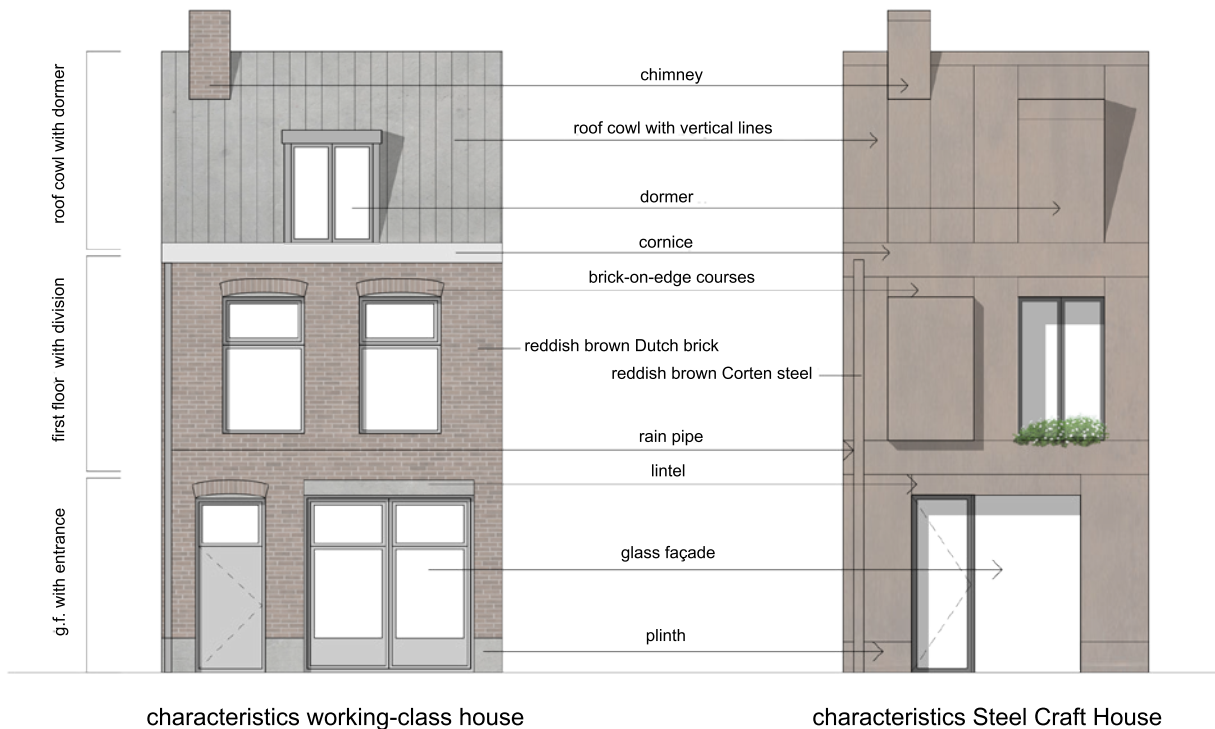 chimney
roof cowl with vertical lines
dormer
cornice
brick-on-edge courses
reddish brown Dutch brick
reddish brown Corten steel
rain pipe
lintel
glass façade
plinth
roof cowl with dormer
first floor with division
g.f. with entrance
characteristics working-class house
characteristics Steel Craft House